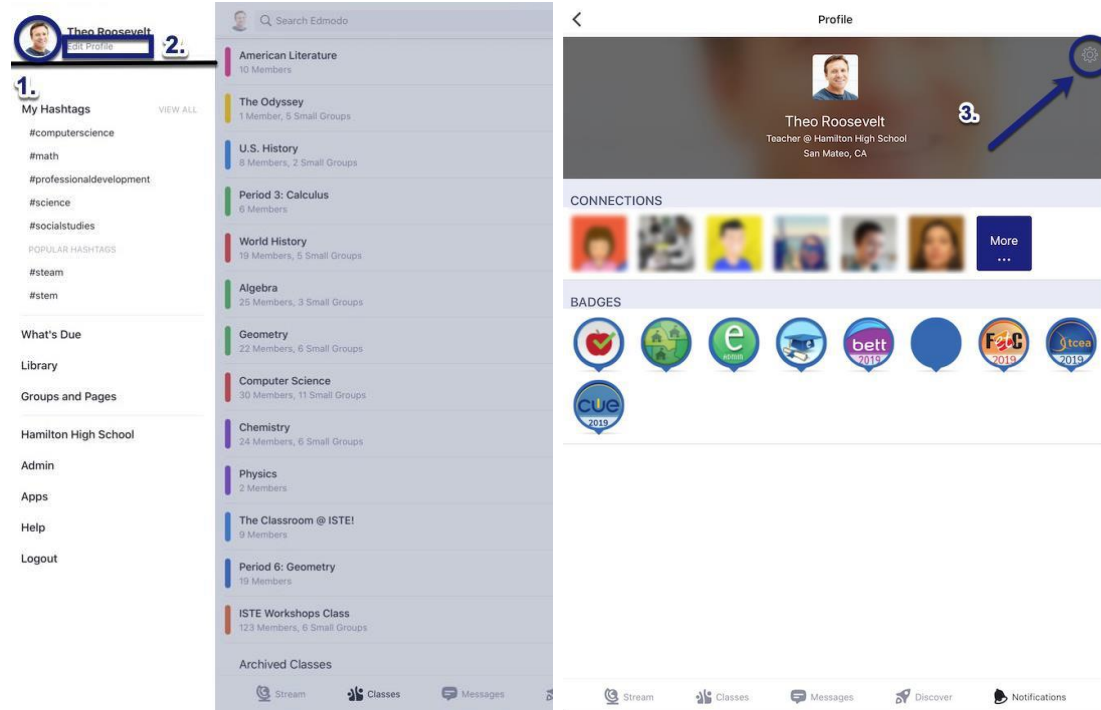 Theo Roosevelt
Edit Profile
2.
1.
My Hashtags
VIEW ALL
#computerscience
#math
#professionaldevelopment
#science
#socialstudies
POPULAR HASHTAGS
#steam
#stem
What's Due
Library
Groups and Pages
Hamilton High School
Admin
Apps
Help
Logout
Search Edmodo
American Literature
10 Members
The Odyssey
1 Member, 5 Small Groups
U.S. History
8 Members, 2 Small Groups
Period 3: Calculus
6 Members
World History
19 Members, 5 Small Groups
Algebra
25 Members, 3 Small Groups
Geometry
22 Members, 6 Small Groups
Computer Science
30 Members, 11 Small Groups
Chemistry
24 Members, 6 Small Groups
Physics
2 Members
The Classroom @ ISTE!
9 Members
Period 6: Geometry
19 Members
ISTE Workshops Class
123 Members, 6 Small Groups
Archived Classes
Stream
Classes
Messages
Profile
3.
Theo Roosevelt
Teacher @ Hamilton High School
San Mateo, CA
CONNECTIONS
More
...
BADGES
e
ADMIN
bett
2019
FetC
2019
tcea
2019
cue
2019
Stream
Classes
Messages
Discover
Notifications